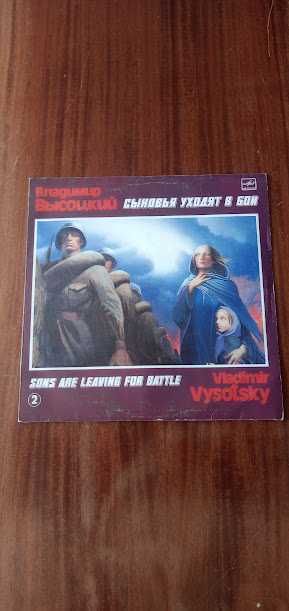 Владимир
Высоцкий СЫНОВЬЯ УХОДЯТ В БОЙ
SONS ARE LEAVING FOR BATTLE
Vladimir
Vysotsky
2